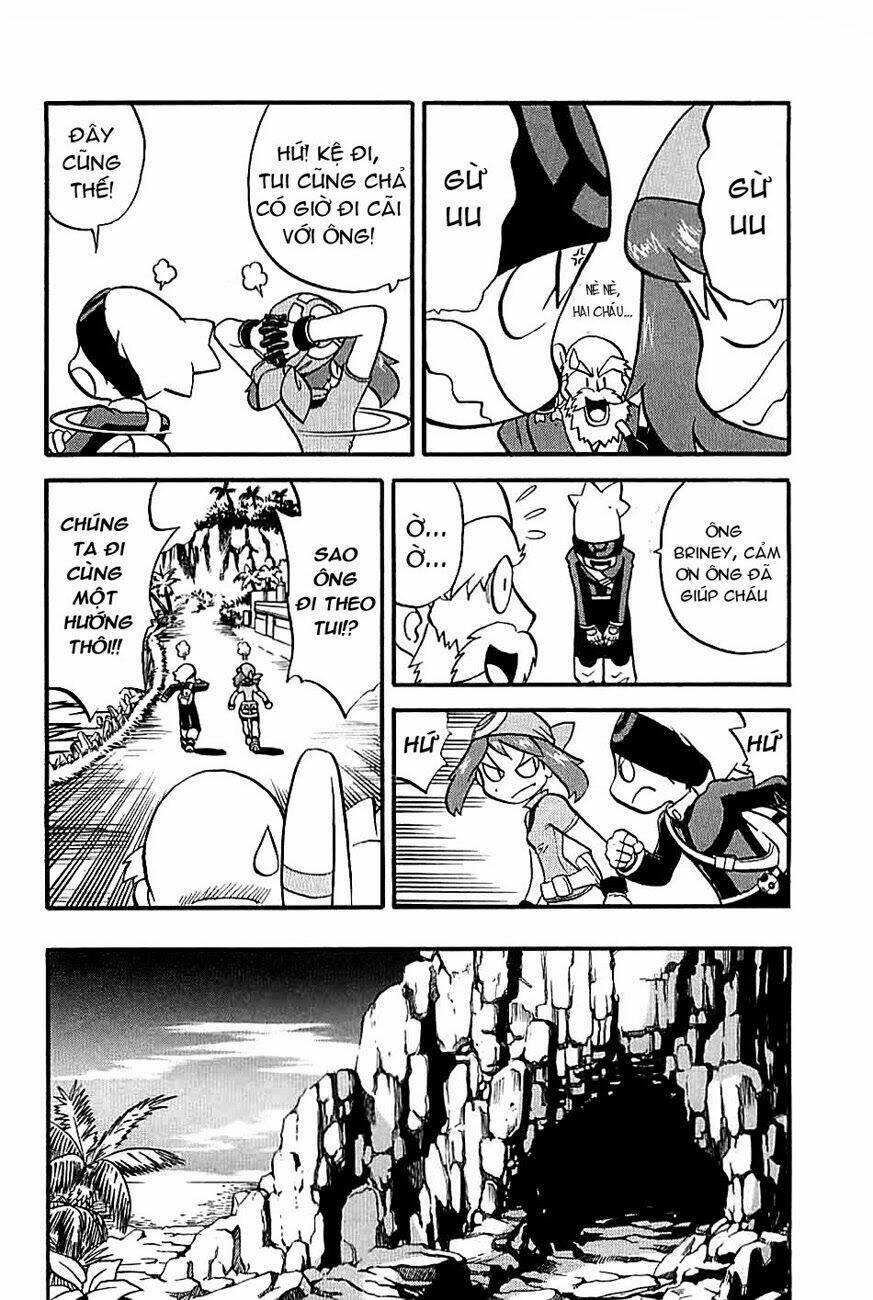 GỪ
UU
NÈ NÈ,
HAI CHÁU...
GỪ
UU
HỨ! KỆ ĐI,
TUI CŨNG CHẢ
CÓ GIỜ ĐI CÃI
VỚI ÔNG!
ĐÂY
CŨNG
THẾ!
ÔNG
BRINEY, CẢM
ƠN ÔNG ĐÃ
GIÚP CHÁU
Ờ...
Ờ...
HỨ
HỨ
SAO
ÔNG
ĐI THEO
TUI!?
CHÚNG
TA ĐI
CÙNG
MỘT
HƯỚNG
THÔI!!